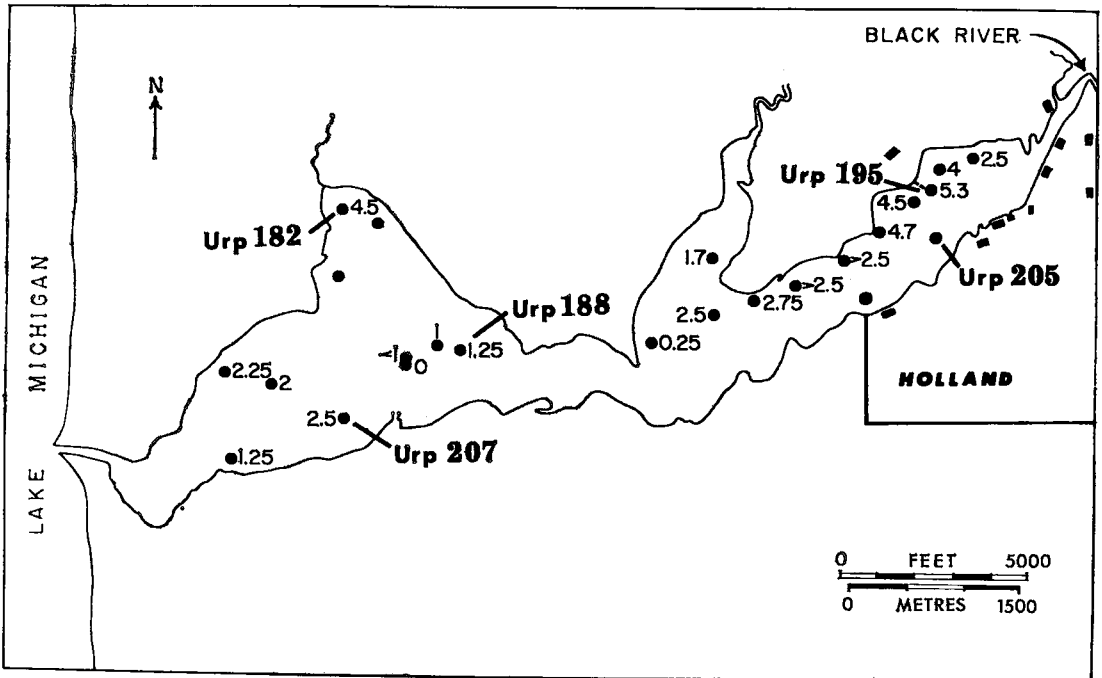 BLACK RIVER
N
2.5
4
Urp 195
5.3
4.5
4.5
Urp 182
4.7
1.7
>2.5
Urp 205
>2.5
2.75
Urp 188
2.5
1
1.25
<1
0
0.25
MICHIGAN
2.25
2
HOLLAND
2.5
Urp 207
1.25
LAKE
0 FEET 5000
0 METRES 1500